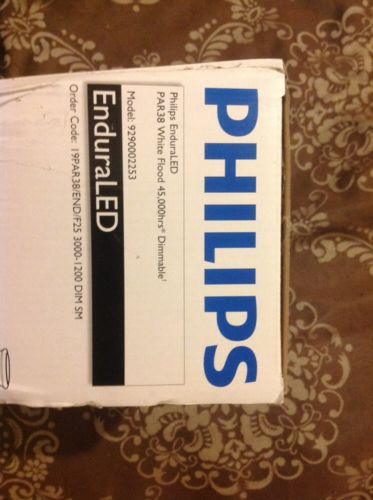 PHILIPS
Philips EnduraLED
PAR38 White Flood 45,000hrs* Dimmable†
Model: 9290002253
EnduraLED
Order Code: 19PAR38/END/F25 3000-1200 DIM SM